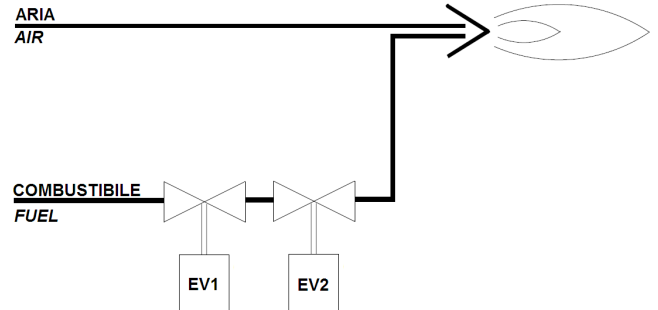 ARIA
AIR
COMBUSTIBILE
FUEL
EV1
EV2